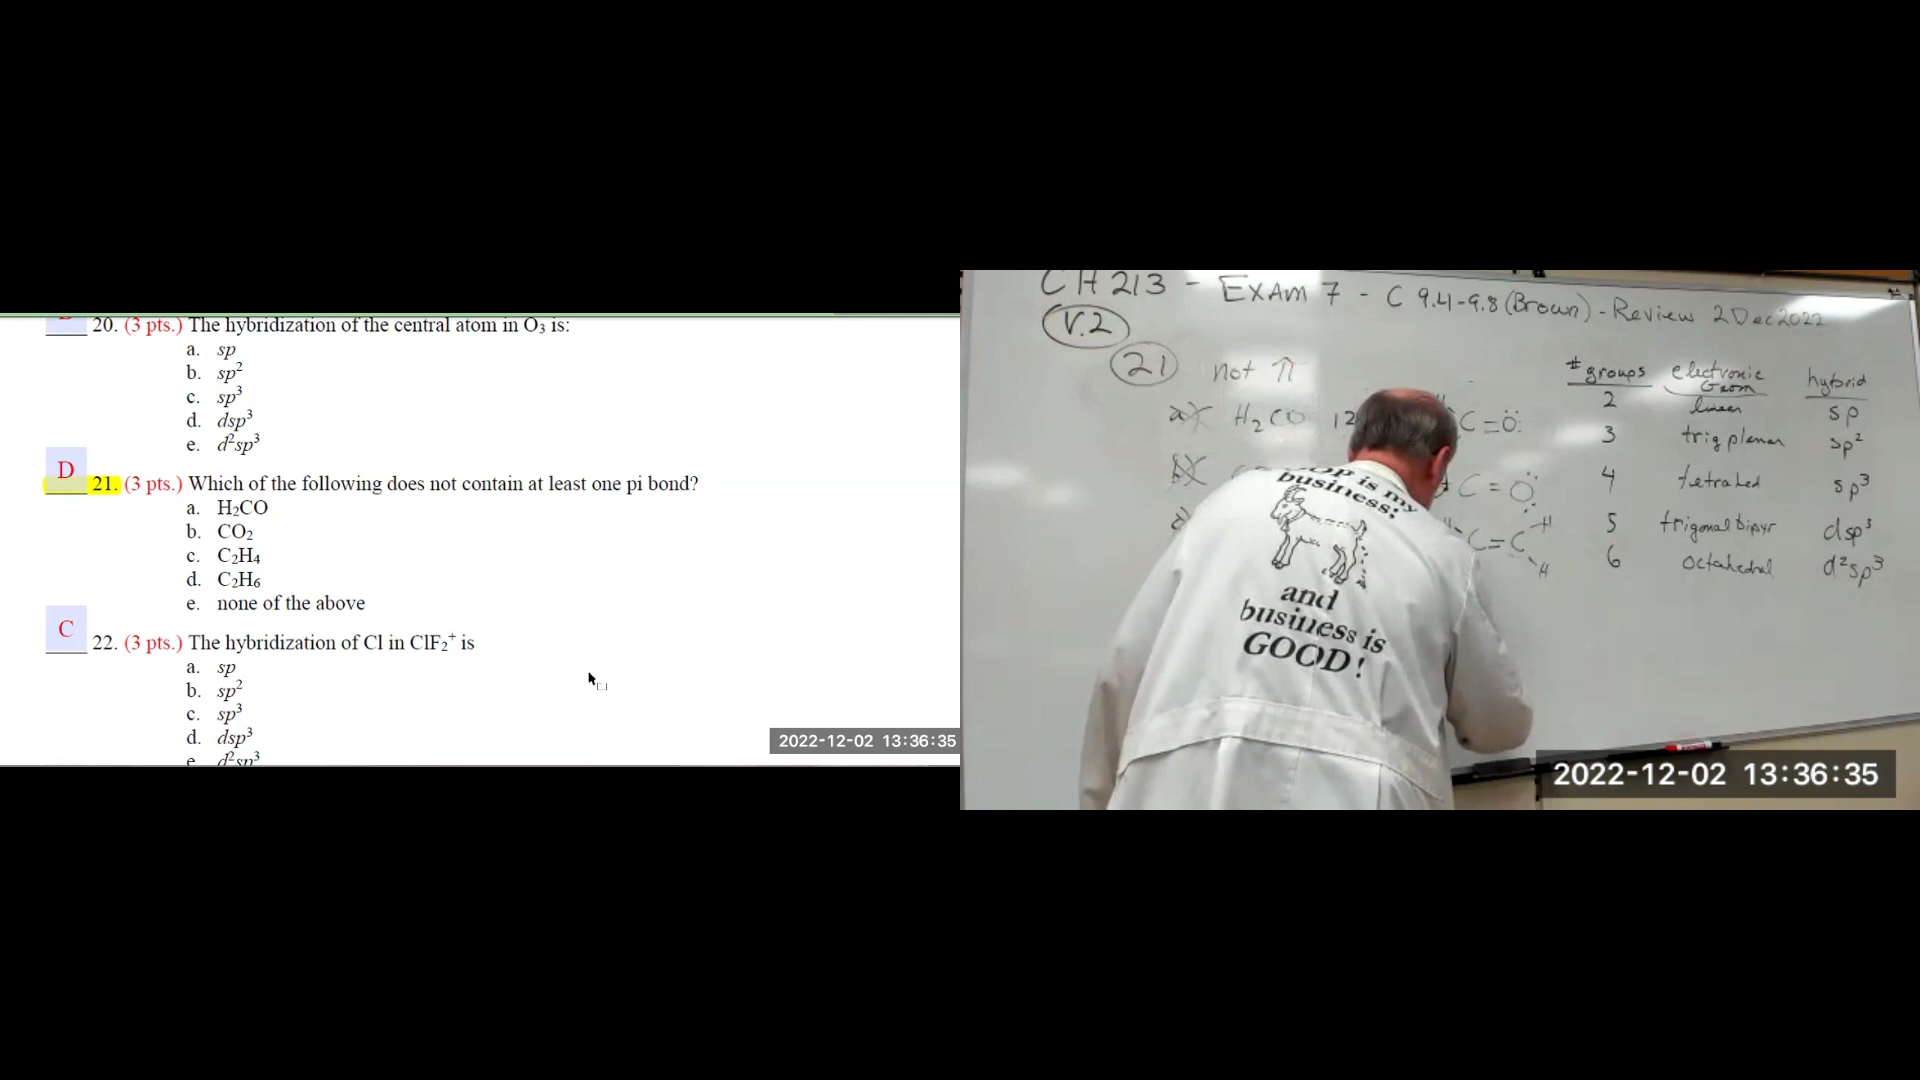 20. (3 pts.) The hybridization of the central atom in O3 is:
a. sp
b. sp²
c. sp³
d. dsp³
e. d²sp³
D
21. (3 pts.) Which of the following does not contain at least one pi bond?
a. H2CO
b. CO2
c. C2H4
d. C2H6
e. none of the above
C
22. (3 pts.) The hybridization of Cl in ClF2⁺ is
a. sp
b. sp²
c. sp³
d. dsp³
e d²sp³
2022-12-02 13:36:35
CH 213 - Exam 7 - C 9.4-9.8 (Brown) - Review 2 Dec 2022
V.2
21 not π
a) H2CO 12 C=Ö:
C = O
C=C H
H
# groups electronic Geom hybrid
2 linear sp
3 trig planar sp²
4 tetrahed sp³
5 trigonal bipyr dsp³
6 octahedral d²sp³
is my
business;
and
business is
GOOD!
2022-12-02 13:36:35